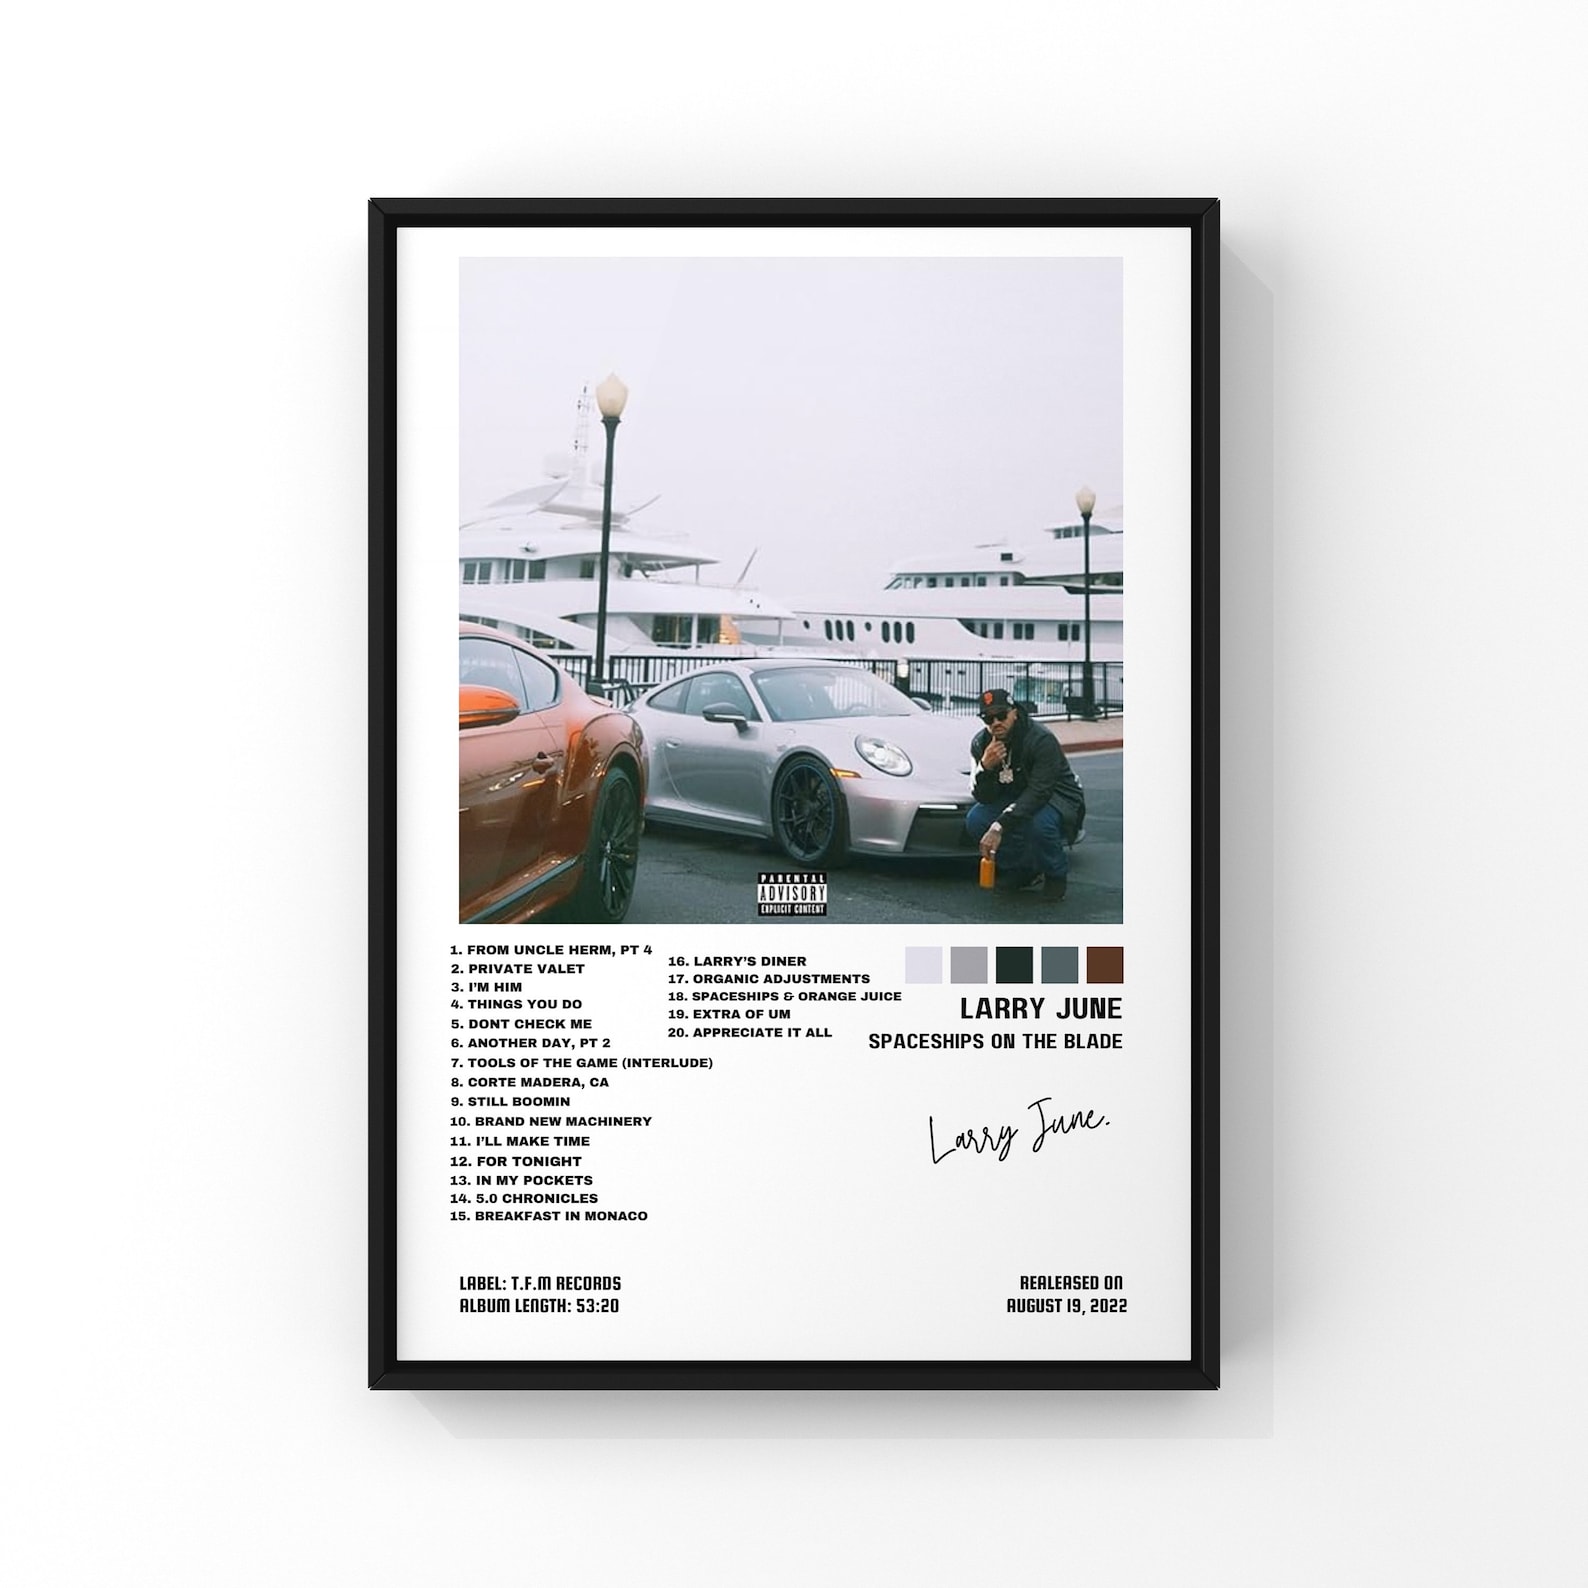 PARENTAL
ADVISORY
EXPLICIT CONTENT
1. FROM UNCLE HERM, PT 4
2. PRIVATE VALET
3. I'M HIM
4. THINGS YOU DO
5. DONT CHECK ME
6. ANOTHER DAY, PT 2
7. TOOLS OF THE GAME (INTERLUDE)
8. CORTE MADERA, CA
9. STILL BOOMIN
10. BRAND NEW MACHINERY
11. I'LL MAKE TIME
12. FOR TONIGHT
13. IN MY POCKETS
14. 5.0 CHRONICLES
15. BREAKFAST IN MONACO
16. LARRY'S DINER
17. ORGANIC ADJUSTMENTS
18. SPACESHIPS & ORANGE JUICE
19. EXTRA OF UM
20. APPRECIATE IT ALL
LARRY JUNE
SPACESHIPS ON THE BLADE
Larry June.
LABEL: T.F.M RECORDS
ALBUM LENGTH: 53:20
REALEASED ON
AUGUST 19, 2022